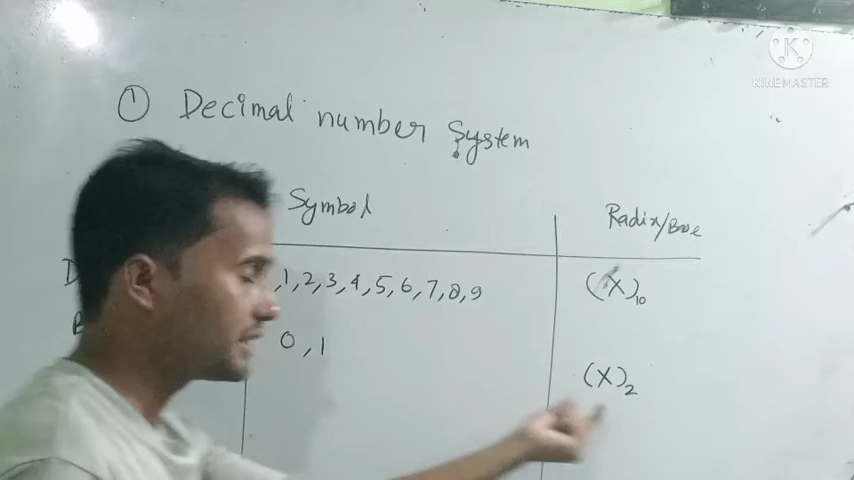 ① Decimal number System
Symbol Radix/Base
,1,2,3,4,5,6,7,8,9 (X)10
0,1 (X)2
KINEMASTER